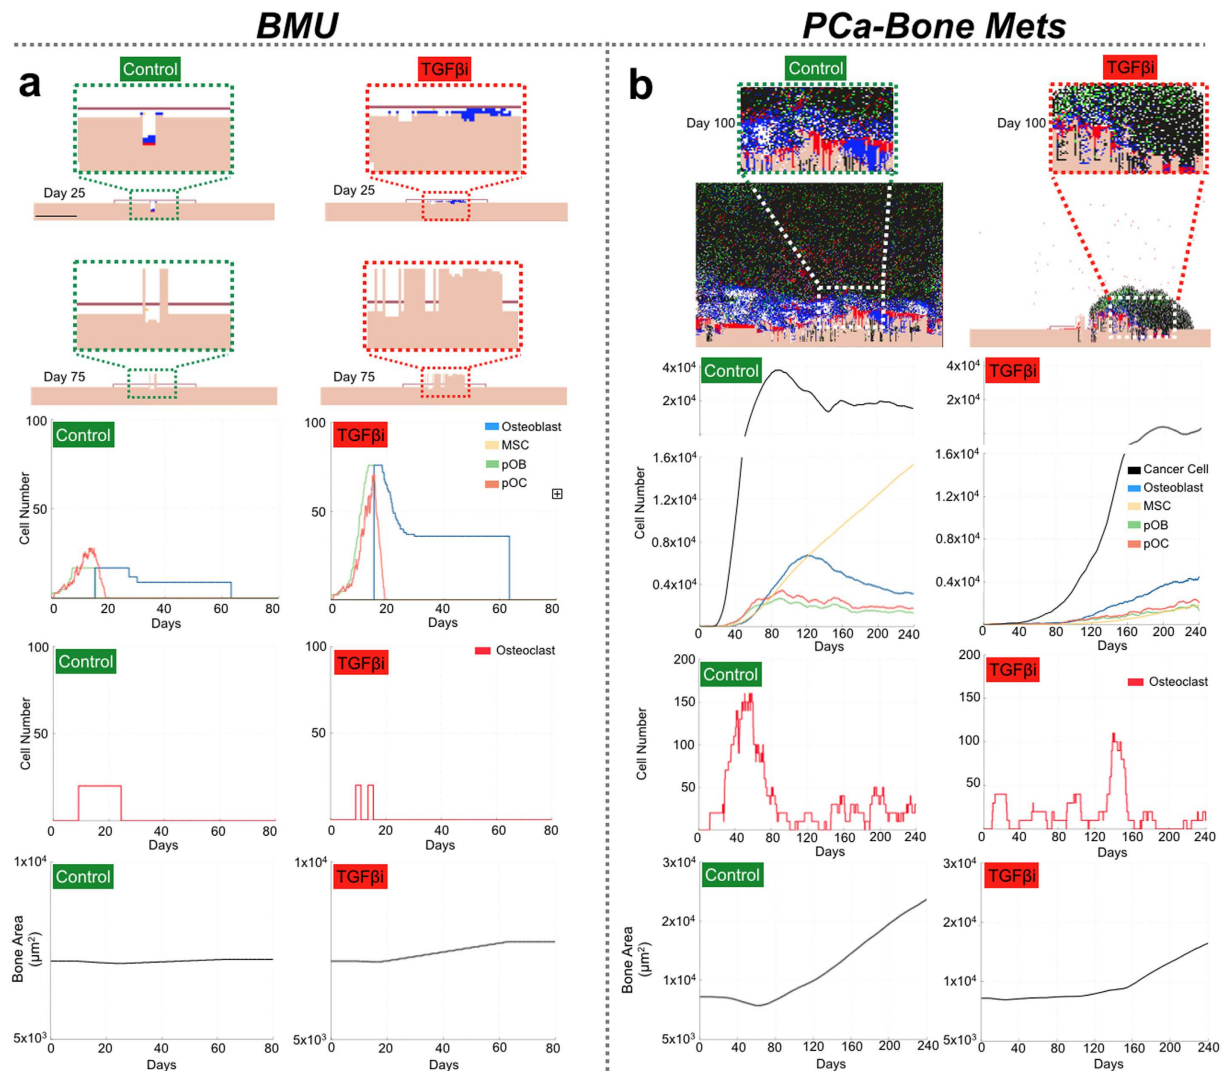 BMU
PCa-Bone Mets
a
Control
TGFβi
Day 25
Day 25
Day 75
Day 75
100
50
0
20
40
60
80
Cell Number
Days
Control
100
50
0
20
40
60
80
Days
TGFβi
Osteoblast
MSC
pOB
pOC
100
50
0
20
40
60
80
Cell Number
Days
Control
100
50
0
20
40
60
80
Days
TGFβi
Osteoclast
1x10⁴
5x10³
0
20
40
60
80
Bone Area
(μm²)
Days
Control
1x10⁴
5x10³
0
20
40
60
80
Days
TGFβi
b
Control
TGFβi
Day 100
Day 100
4x10⁴
2x10⁴
1.6x10⁴
1.2x10⁴
0.8x10⁴
0.4x10⁴
0
40
80
120
160
200
240
Cell Number
Days
Control
4x10⁴
2x10⁴
1.6x10⁴
1.2x10⁴
0.8x10⁴
0.4x10⁴
0
40
80
120
160
200
240
Days
TGFβi
Cancer Cell
Osteoblast
MSC
pOB
pOC
200
150
100
50
0
40
80
120
160
200
240
Cell Number
Days
Control
200
150
100
50
0
40
80
130
160
200
240
Days
TGFβi
Osteoclast
3x10⁴
2x10⁴
1x10⁴
5x10³
0
40
80
120
160
200
240
Bone Area
(μm²)
Days
Control
3x10⁴
2x10⁴
1x10⁴
5x10³
0
40
80
120
160
200
240
Days
TGFβi